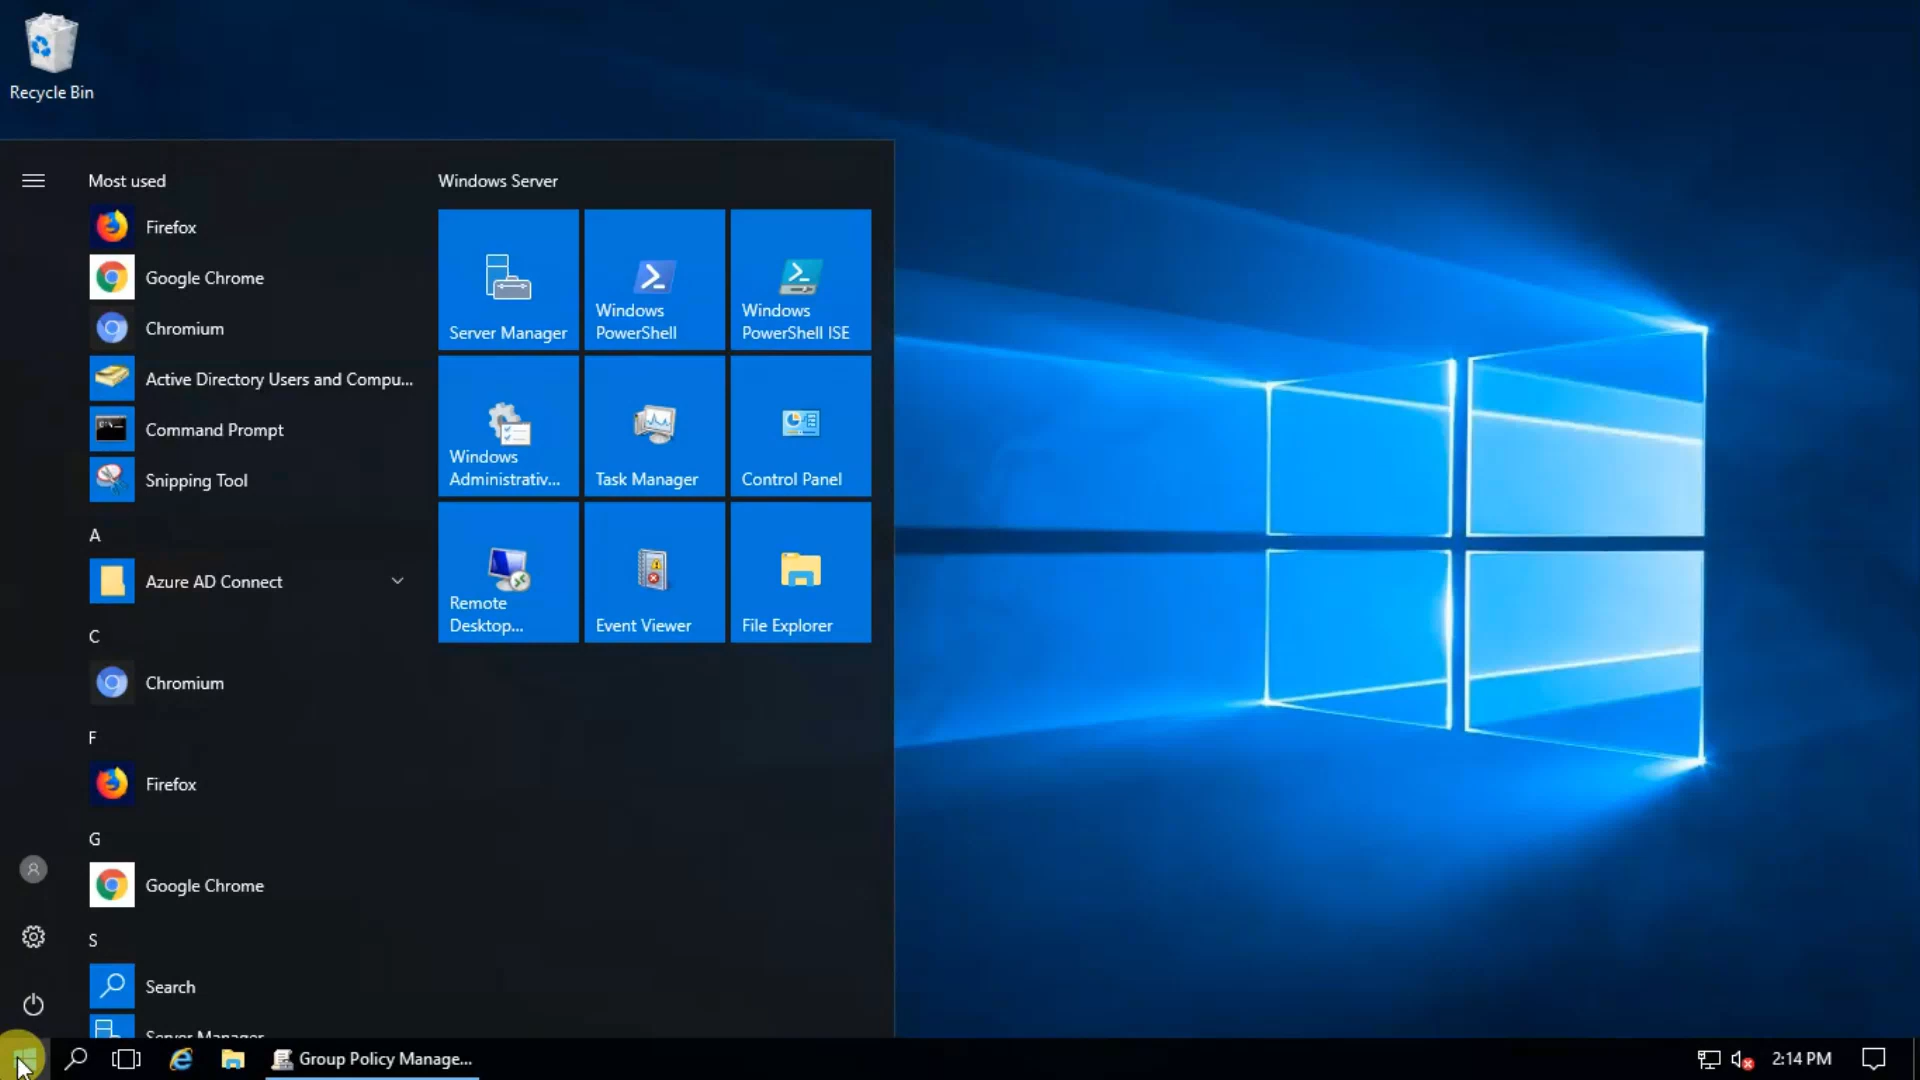 Recycle Bin
Most used
Firefox
Google Chrome
Chromium
Active Directory Users and Compu...
Command Prompt
Snipping Tool
A
Azure AD Connect
C
Chromium
F
Firefox
G
Google Chrome
S
Search
Server Manager
Windows Server
Server Manager
Windows
PowerShell
Windows
PowerShell ISE
Windows
Administrativ...
Task Manager
Control Panel
Remote
Desktop...
Event Viewer
File Explorer
Group Policy Manage...
2:14 PM